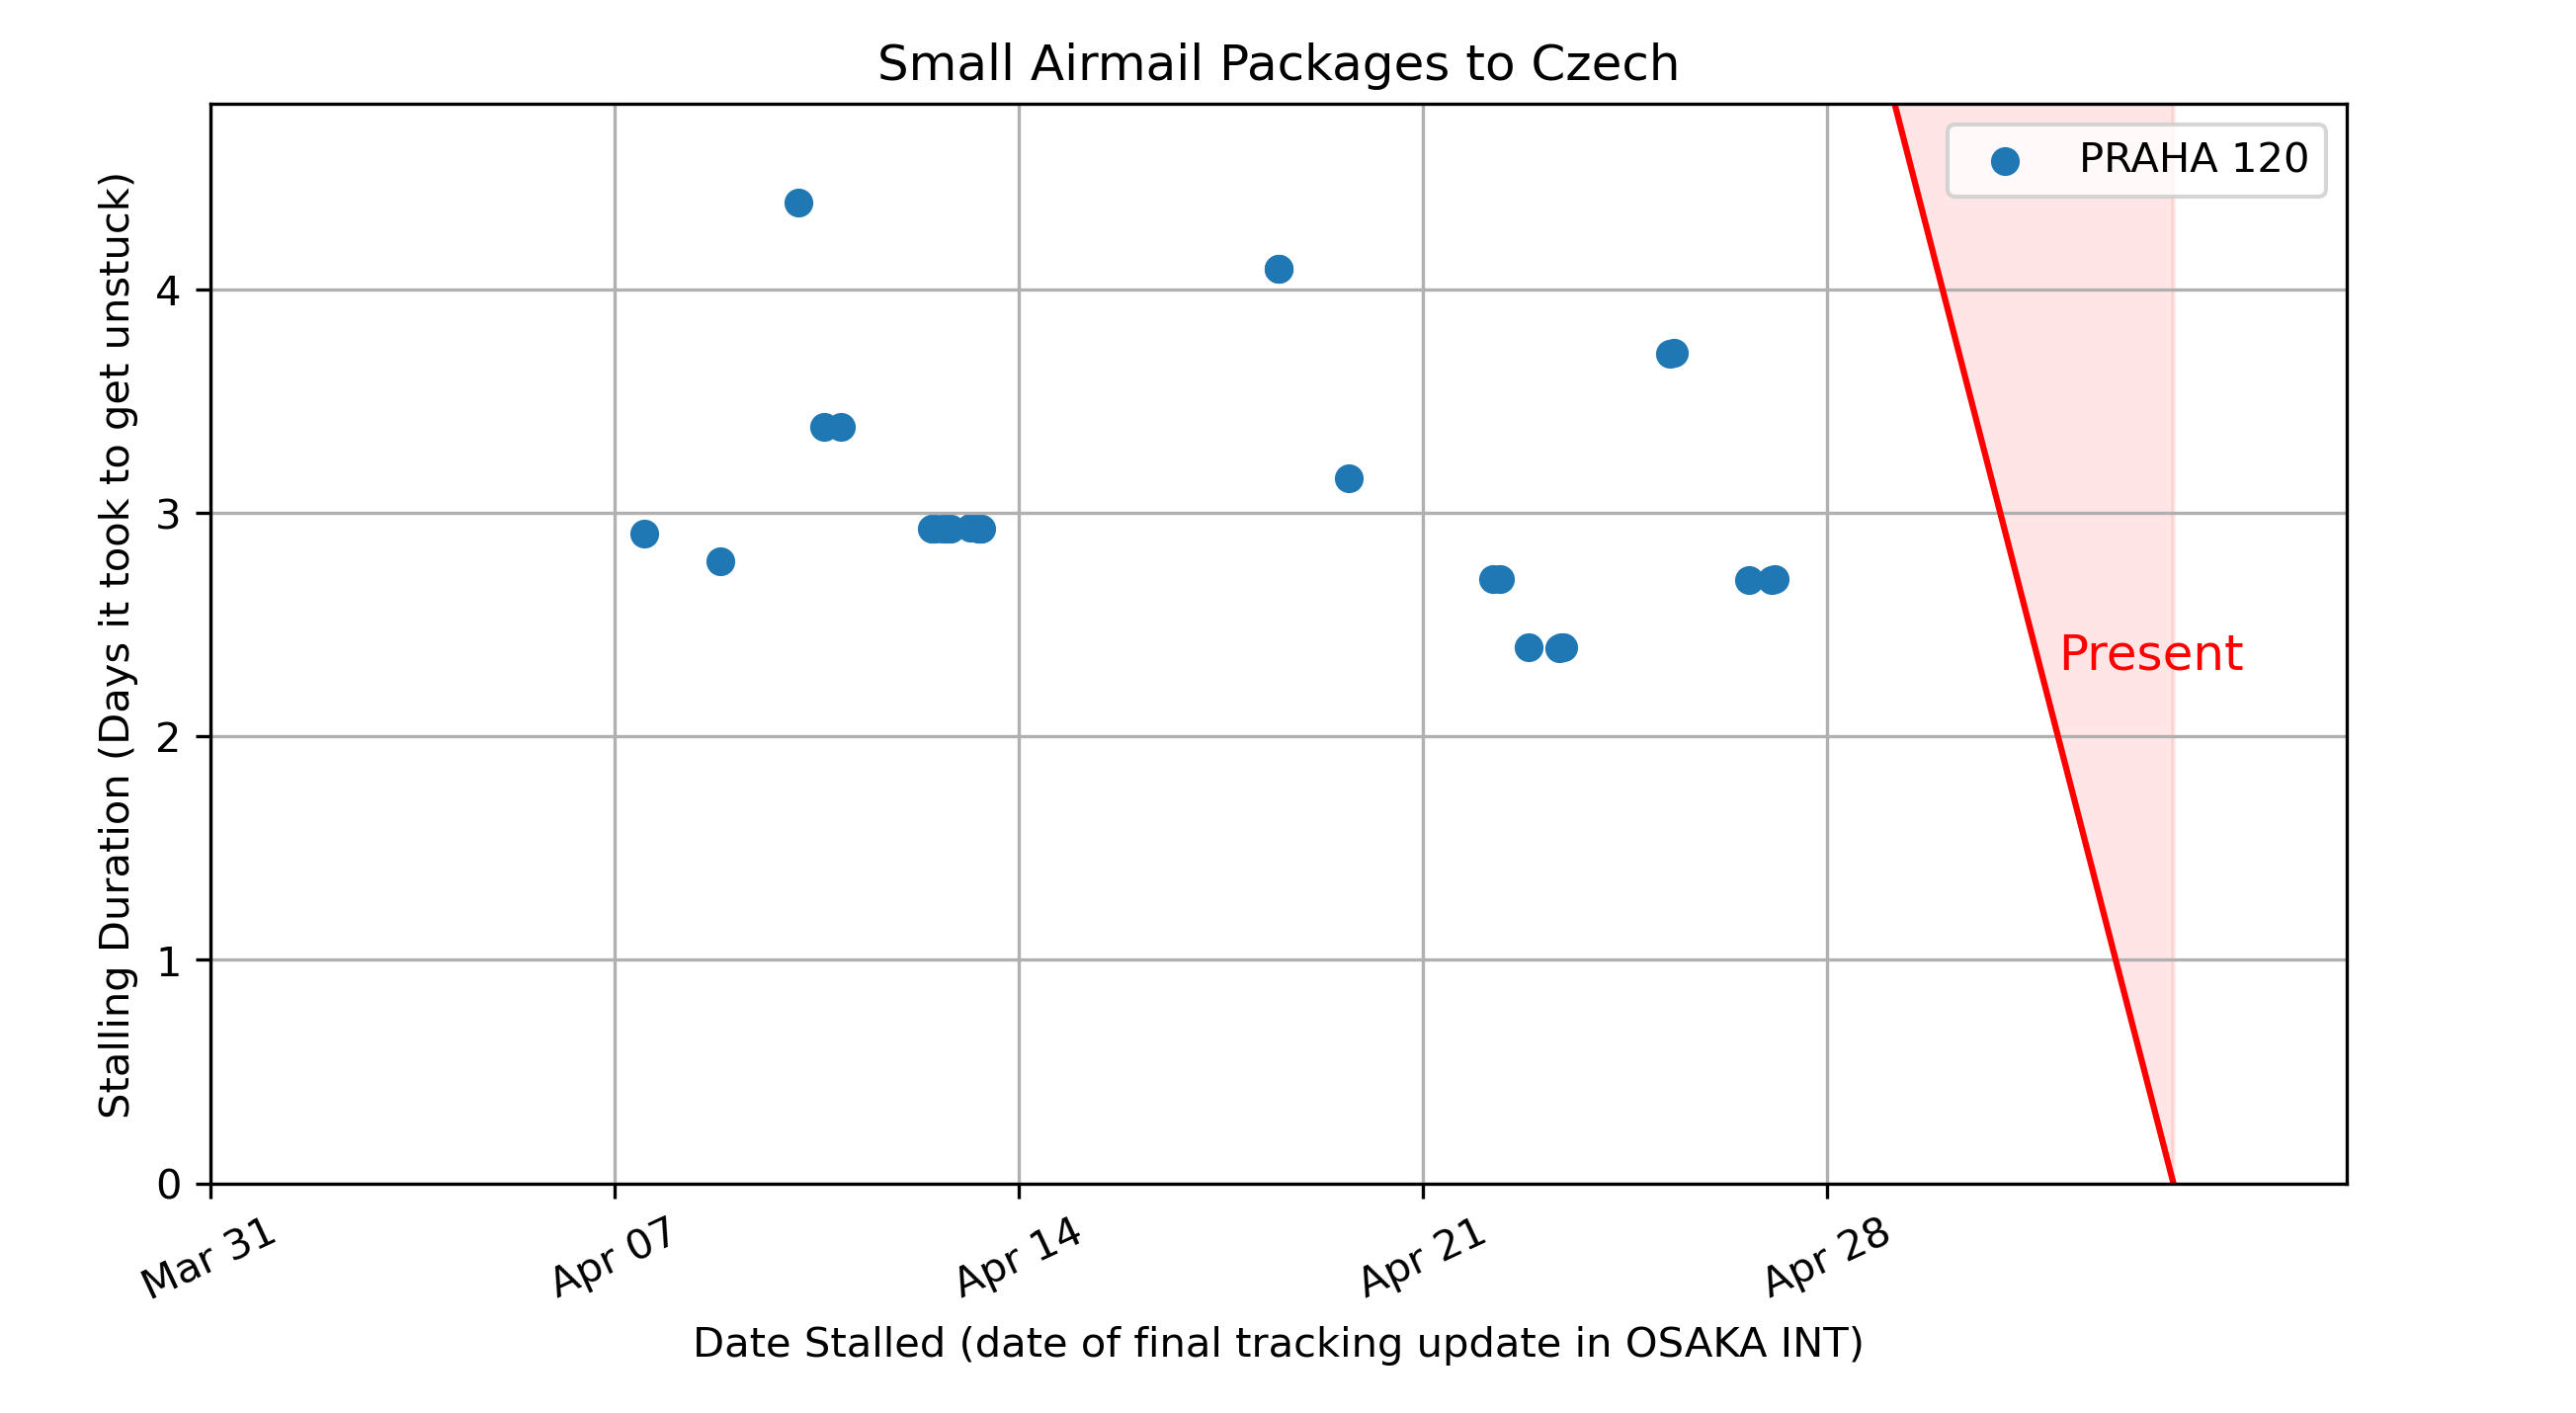 Small Airmail Packages to Czech
PRAHA 120
Stalling Duration (Days it took to get unstuck)
4
3
2
1
0
Present
Mar 31
Apr 07
Apr 14
Apr 21
Apr 28
Date Stalled (date of final tracking update in OSAKA INT)